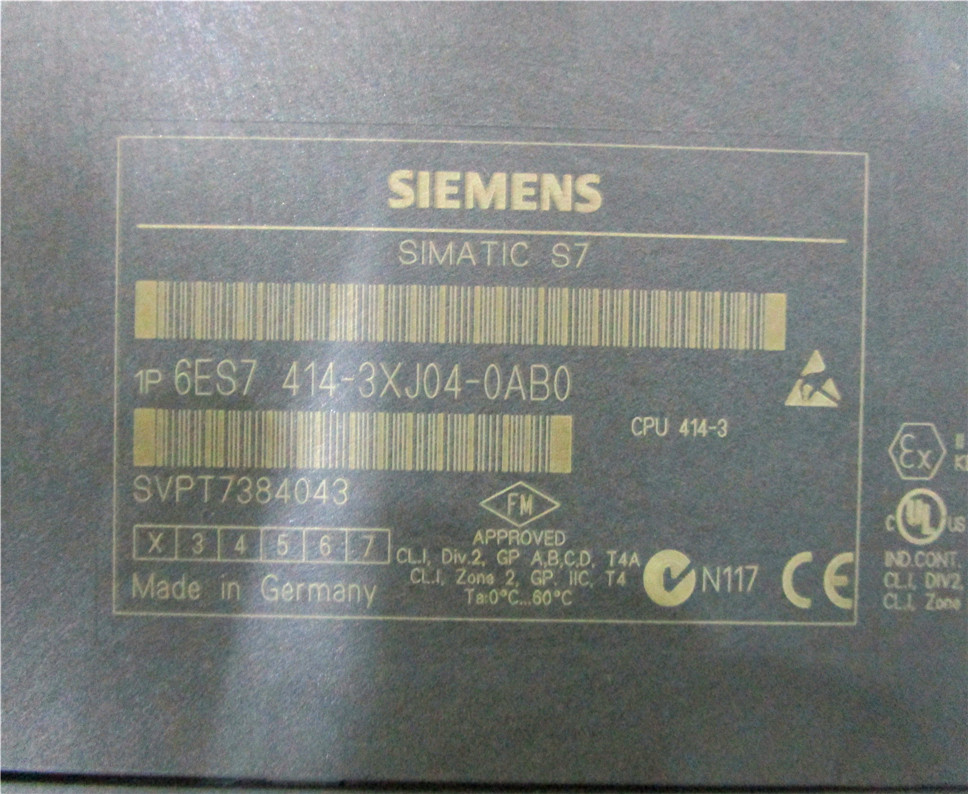 SIEMENS
SIMATIC S7
1P 6ES7 414-3XJ04-0AB0
CPU 414-3
SVPT7384043
FM
APPROVED
X 3 4 5 6 7
CL.I, Div.2, GP A,B,C,D, T4A
CL.I, Zone 2, GP. IIC, T4
Ta:0°C...60°C
Made in Germany
N117
CE
Ex
II
c UL US
IND.CONT.
CL.I, DIV2,
CL.I, Zone